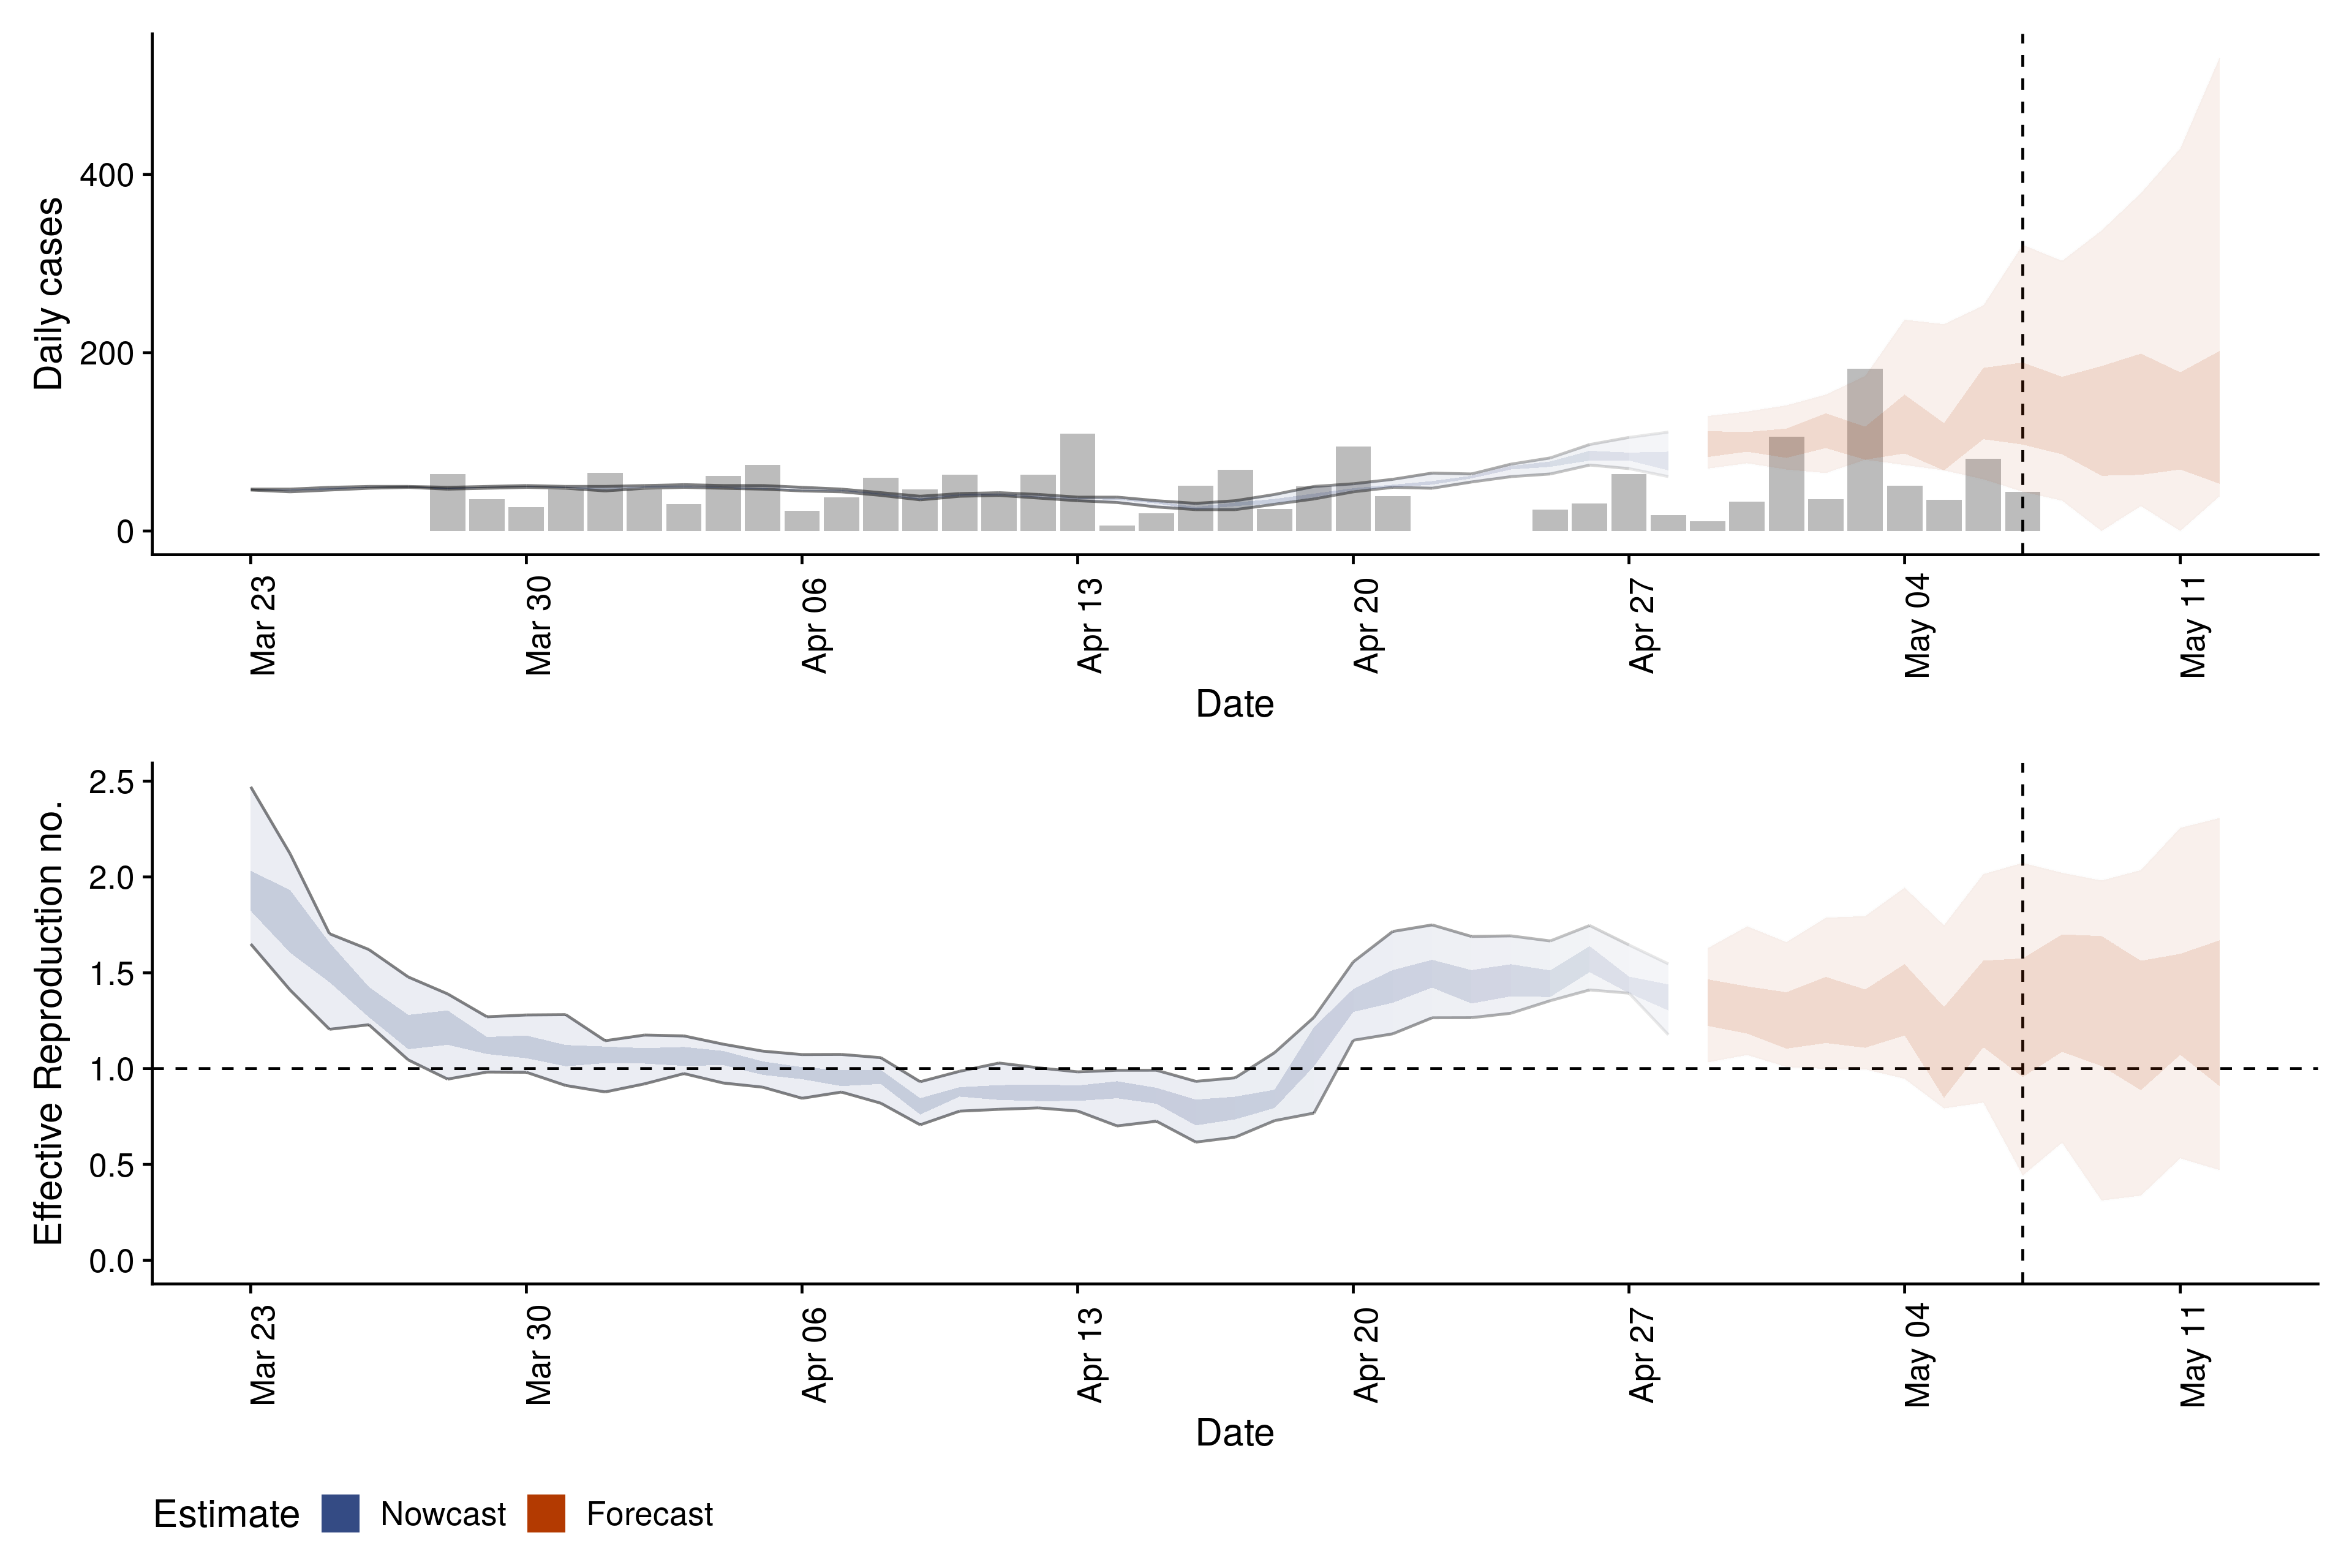 Daily cases
400
200
0
Mar 23
Mar 30
Apr 06
Apr 13
Apr 20
Apr 27
May 04
May 11
Date
Effective Reproduction no.
2.5
2.0
1.5
1.0
0.5
0.0
Mar 23
Mar 30
Apr 06
Apr 13
Apr 20
Apr 27
May 04
May 11
Date
Estimate Nowcast Forecast